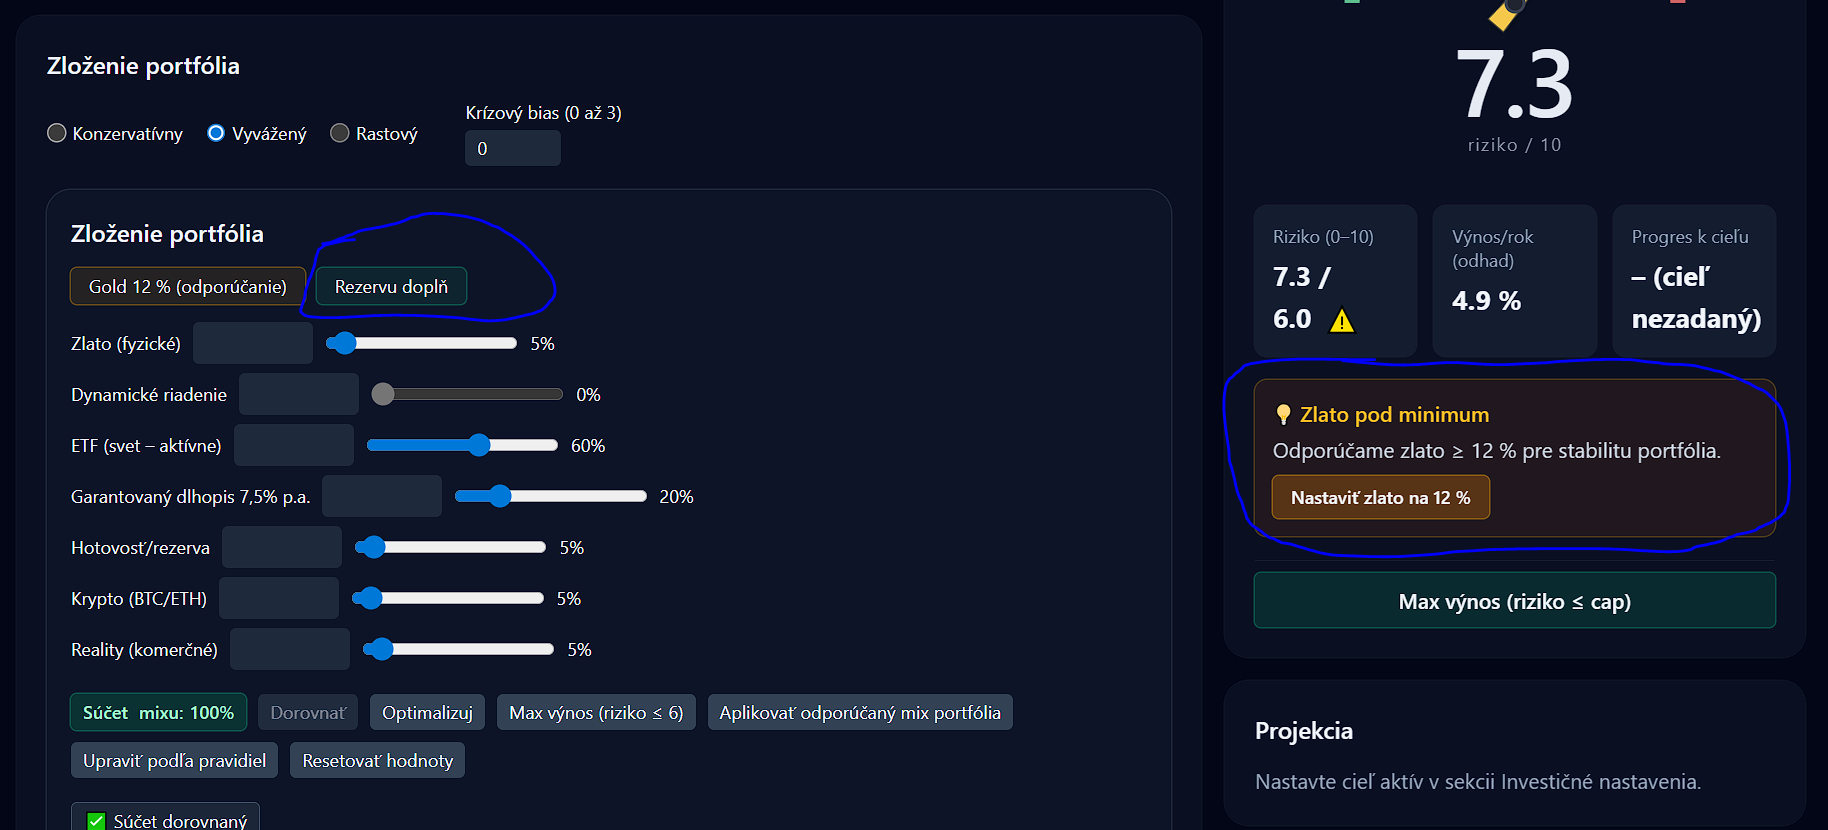 Zloženie portfólia
Konzervatívny Vyvážený Rastový
Krízový bias (0 až 3)
0
Zloženie portfólia
Gold 12 % (odporúčanie) Rezervu doplň
Zlato (fyzické) 5%
Dynamické riadenie 0%
ETF (svet – aktívne) 60%
Garantovaný dlhopis 7,5% p.a. 20%
Hotovosť/rezerva 5%
Krypto (BTC/ETH) 5%
Reality (komerčné) 5%
Súčet mixu: 100% Dorovnať Optimalizuj Max výnos (riziko ≤ 6) Aplikovať odporúčaný mix portfólia
Upraviť podľa pravidiel Resetovať hodnoty
Súčet dorovnaný
7.3
riziko / 10
Riziko (0–10)
7.3 /
6.0
Výnos/rok
(odhad)
4.9 %
Progres k cieľu
– (cieľ
nezadaný)
Zlato pod minimum
Odporúčame zlato ≥ 12 % pre stabilitu portfólia.
Nastaviť zlato na 12 %
Max výnos (riziko ≤ cap)
Projekcia
Nastavte cieľ aktív v sekcii Investičné nastavenia.